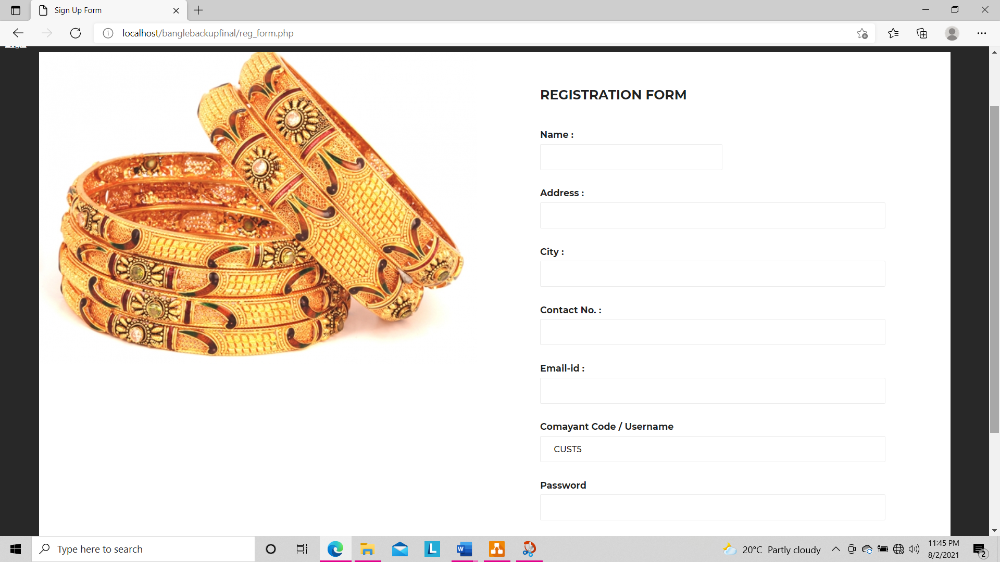 Sign Up Form
localhost/banglebackupfinal/reg_form.php
REGISTRATION FORM
Name :
Address :
City :
Contact No. :
Email-id :
Comayant Code / Username
CUST5
Password
Type here to search
20°C Partly cloudy
11:45 PM
8/2/2021
2